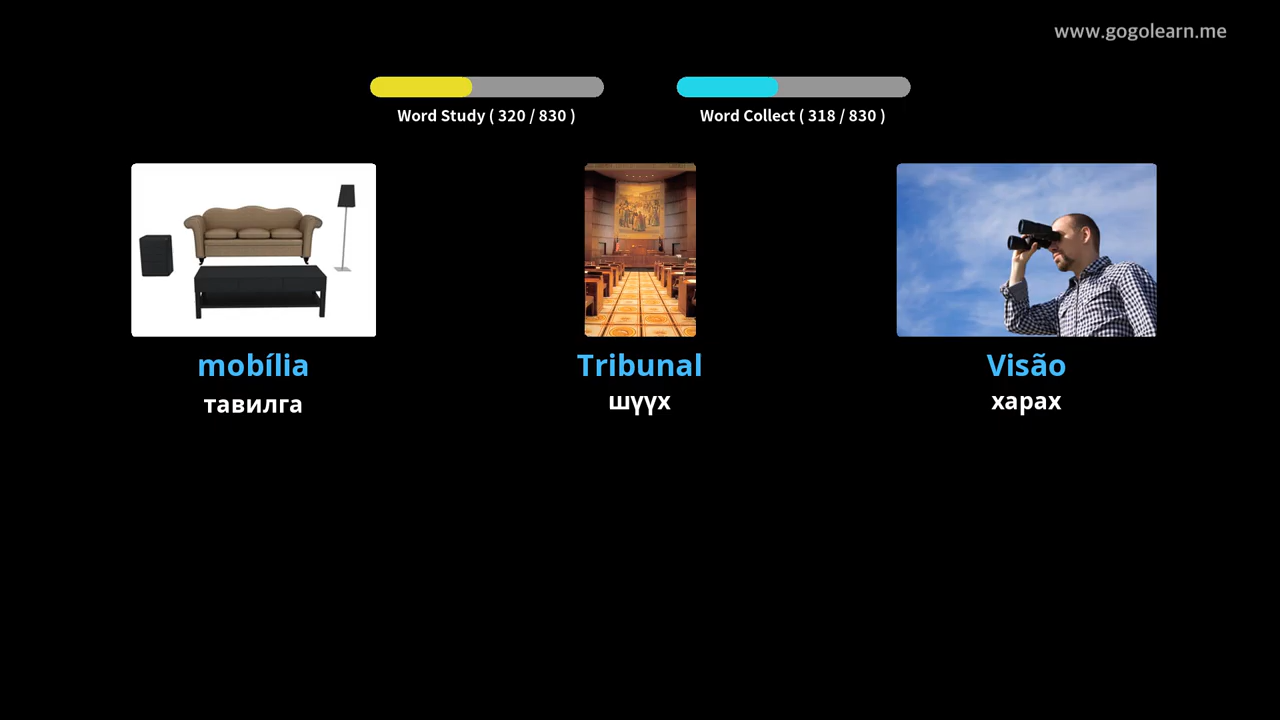 www.gogolearn.me
Word Study ( 320 / 830 )
Word Collect ( 318 / 830 )
mobília
Tribunal
Visão
тавилга
шүүх
харах